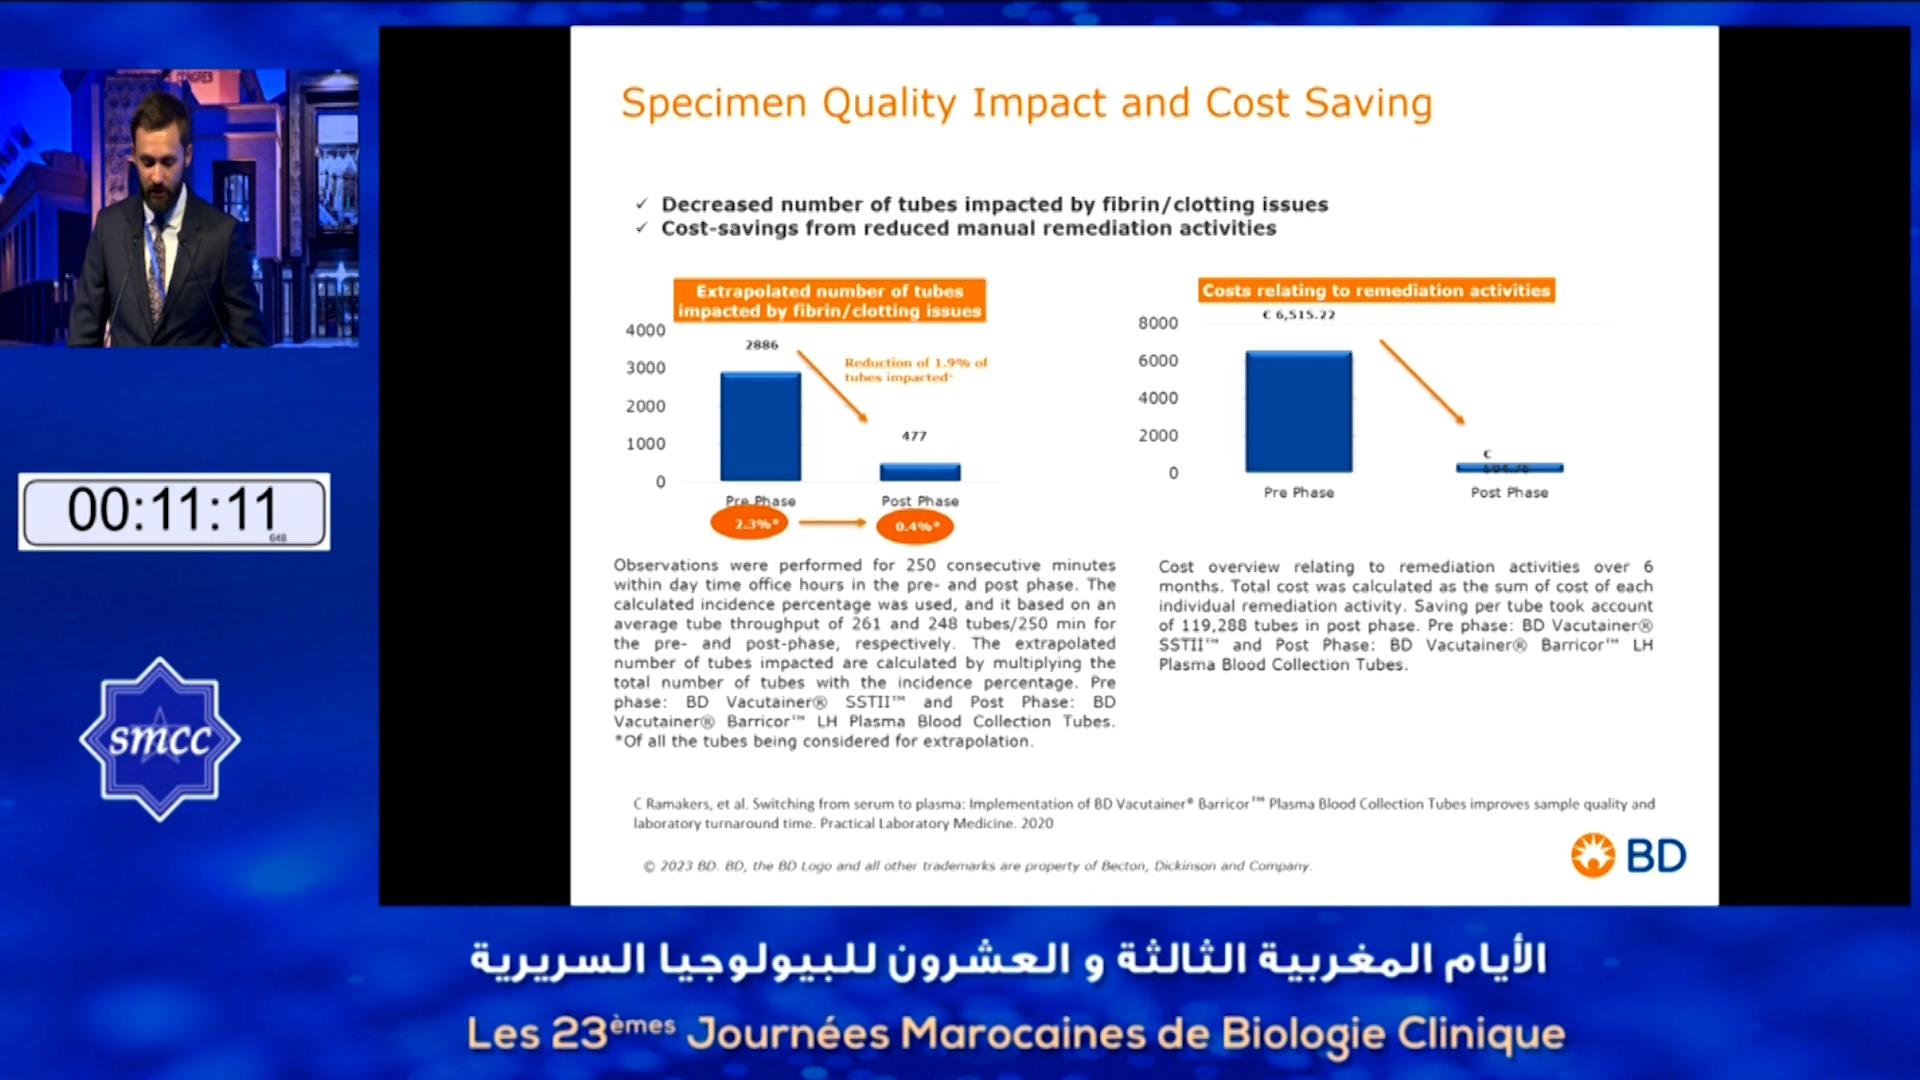 CONGRES
Specimen Quality Impact and Cost Saving
✓ Decreased number of tubes impacted by fibrin/clotting issues
✓ Cost-savings from reduced manual remediation activities
Extrapolated number of tubes
impacted by fibrin/clotting issues
4000
3000
2000
1000
0
2886
Reduction of 1.9% of
tubes impacted*
477
Pre Phase
Post Phase
2.3%*
0.4%*
Costs relating to remediation activities
€ 6,515.22
8000
6000
4000
2000
0
€
Pre Phase
Post Phase
Observations were performed for 250 consecutive minutes
within day time office hours in the pre- and post phase. The
calculated incidence percentage was used, and it based on an
average tube throughput of 261 and 248 tubes/250 min for
the pre- and post-phase, respectively. The extrapolated
number of tubes impacted are calculated by multiplying the
total number of tubes with the incidence percentage. Pre
phase: BD Vacutainer® SSTII™ and Post Phase: BD
Vacutainer® Barricor™ LH Plasma Blood Collection Tubes.
*Of all the tubes being considered for extrapolation.
Cost overview relating to remediation activities over 6
months. Total cost was calculated as the sum of cost of each
individual remediation activity. Saving per tube took account
of 119,288 tubes in post phase. Pre phase: BD Vacutainer®
SSTII™ and Post Phase: BD Vacutainer® Barricor™ LH
Plasma Blood Collection Tubes.
C Ramakers, et al. Switching from serum to plasma: Implementation of BD Vacutainer® Barricor™ Plasma Blood Collection Tubes improves sample quality and
laboratory turnaround time. Practical Laboratory Medicine. 2020
© 2023 BD. BD, the BD Logo and all other trademarks are property of Becton, Dickinson and Company.
BD
00:11:11
648
smcc
الأيام المغربية الثالثة و العشرون للبيولوجيا السريرية
Les 23èmes Journées Marocaines de Biologie Clinique